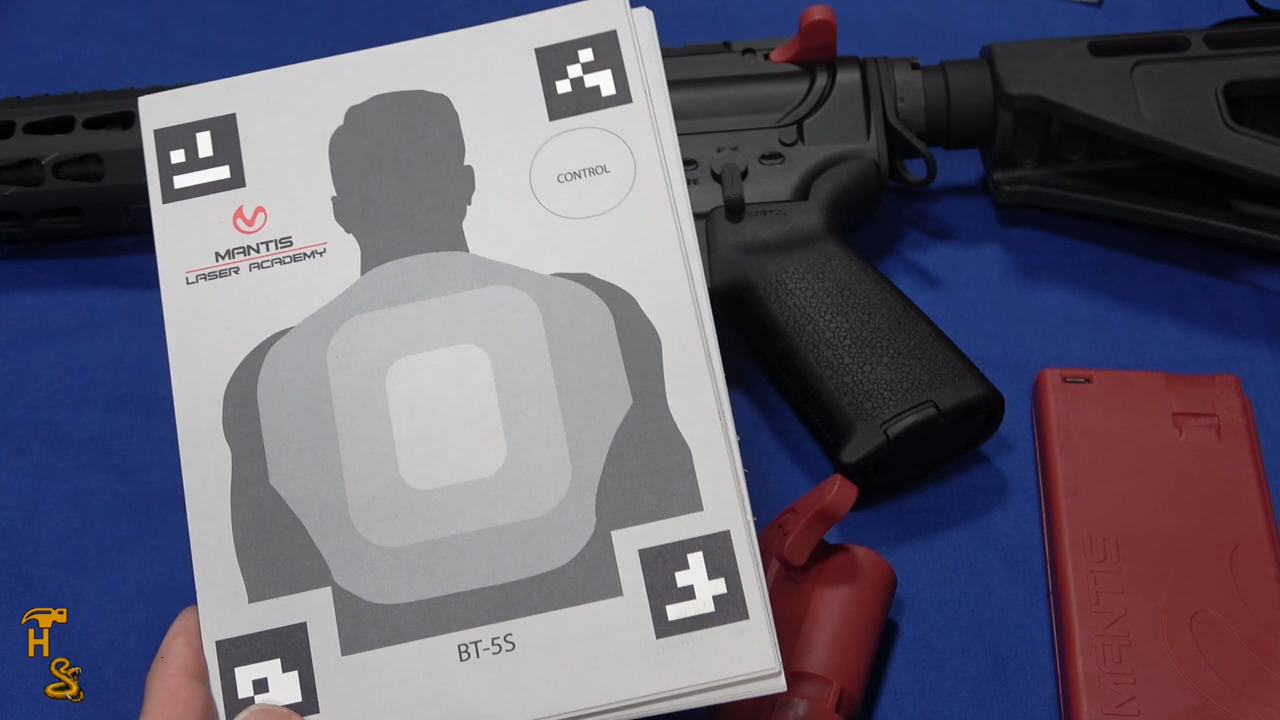 CONTROL
MANTIS
LASER ACADEMY
BT-5S
MANTIS
H
S